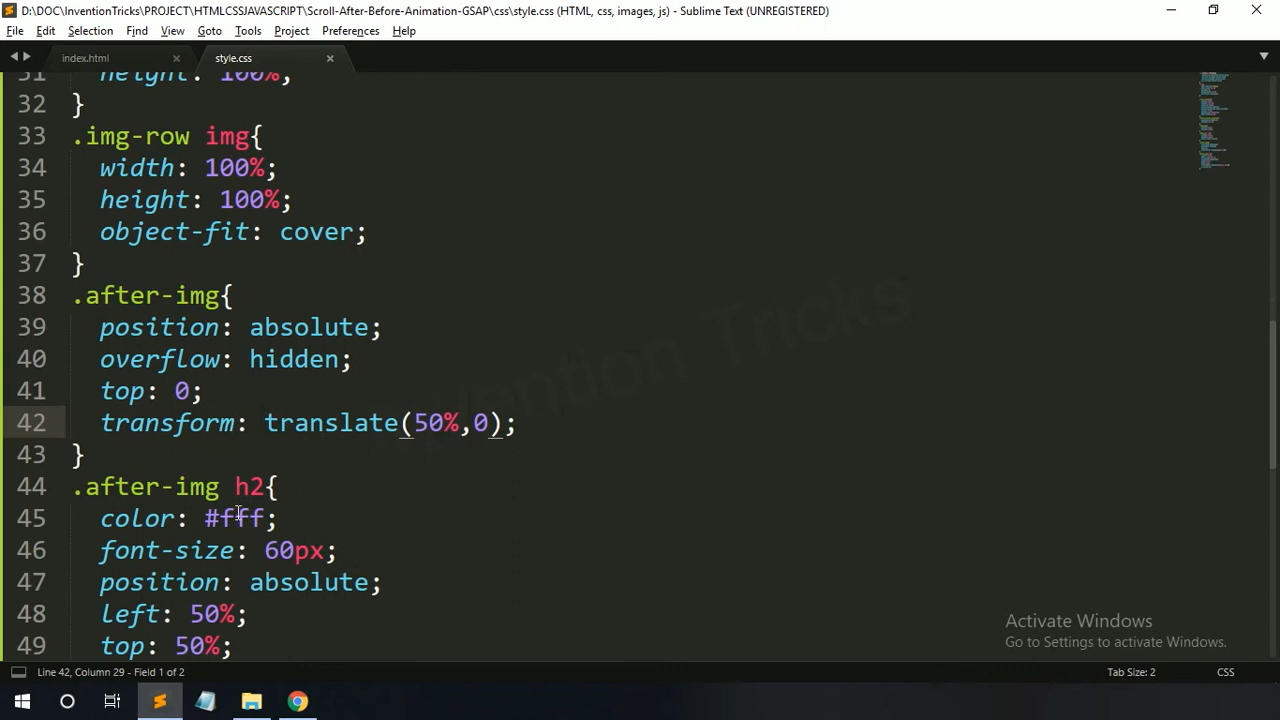 D:\DOC\InventionTricks\PROJECT\HTMLCSSJAVASCRIPT\Scroll-After-Before-Animation-GSAP\css\style.css (HTML, css, images, js) - Sublime Text (UNREGISTERED)
File Edit Selection Find View Goto Tools Project Preferences Help
index.html style.css
31 height: 100%;
32 }
33 .img-row img{
34 width: 100%;
35 height: 100%;
36 object-fit: cover;
37 }
38 .after-img{
39 position: absolute;
40 overflow: hidden;
41 top: 0;
42 transform: translate(50%,0);
43 }
44 .after-img h2{
45 color: #fff;
46 font-size: 60px;
47 position: absolute;
48 left: 50%;
49 top: 50%;
Invention Tricks
Activate Windows
Go to Settings to activate Windows.
Line 42, Column 29 - Field 1 of 2 Tab Size: 2 CSS